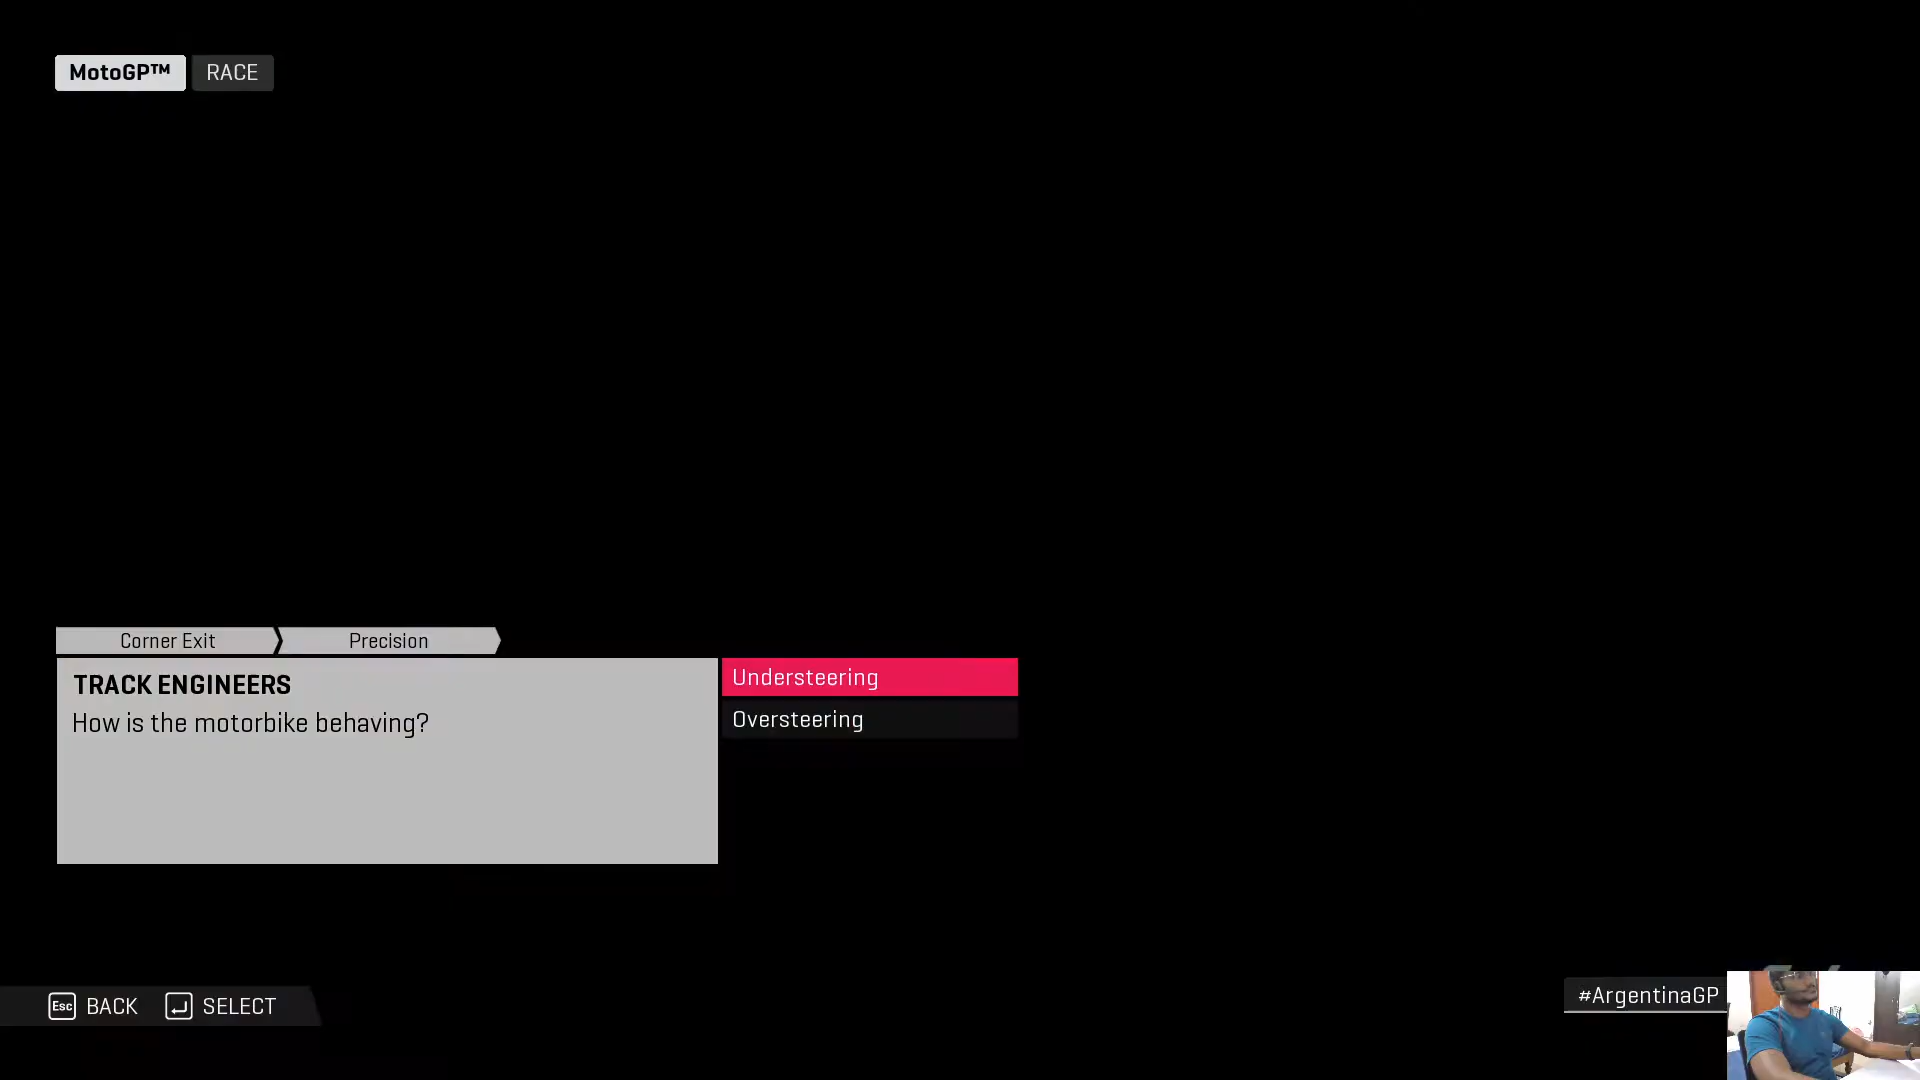 MotoGP™ RACE
Corner Exit Precision
TRACK ENGINEERS
How is the motorbike behaving?
Understeering
Oversteering
Esc BACK SELECT
#ArgentinaGP